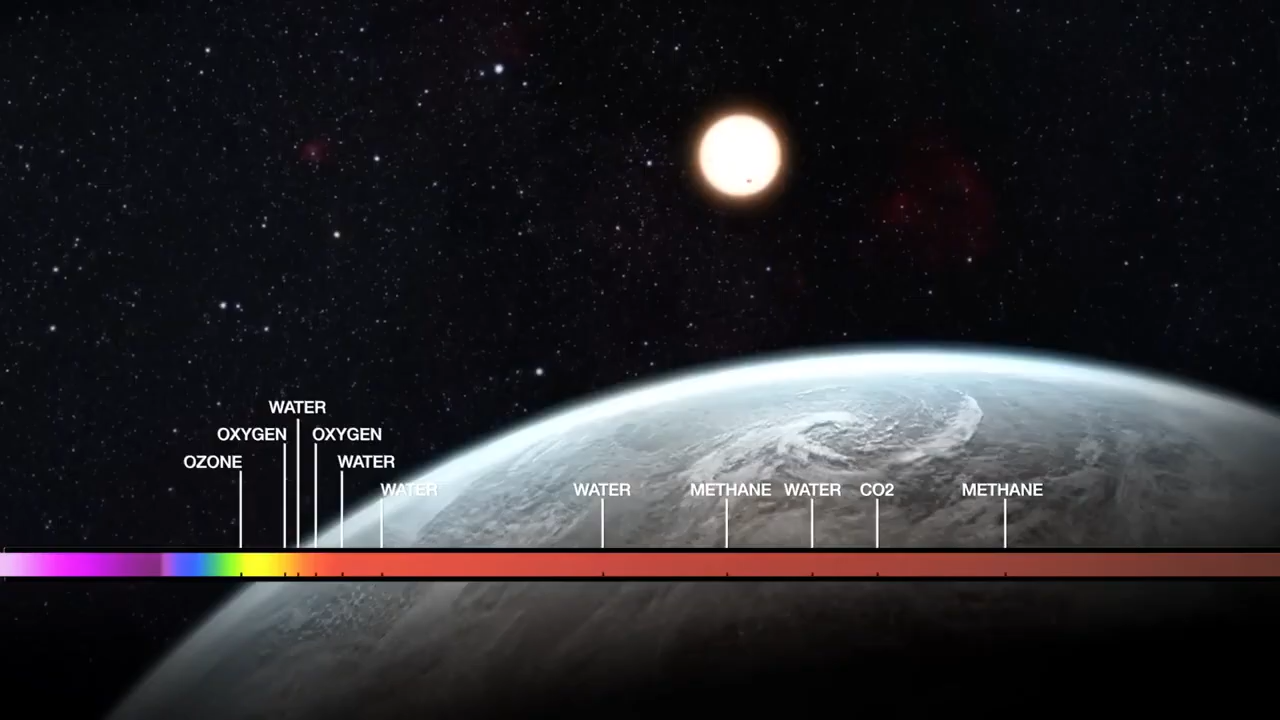 WATER
OXYGEN OXYGEN
OZONE WATER
WATER WATER METHANE WATER CO2 METHANE